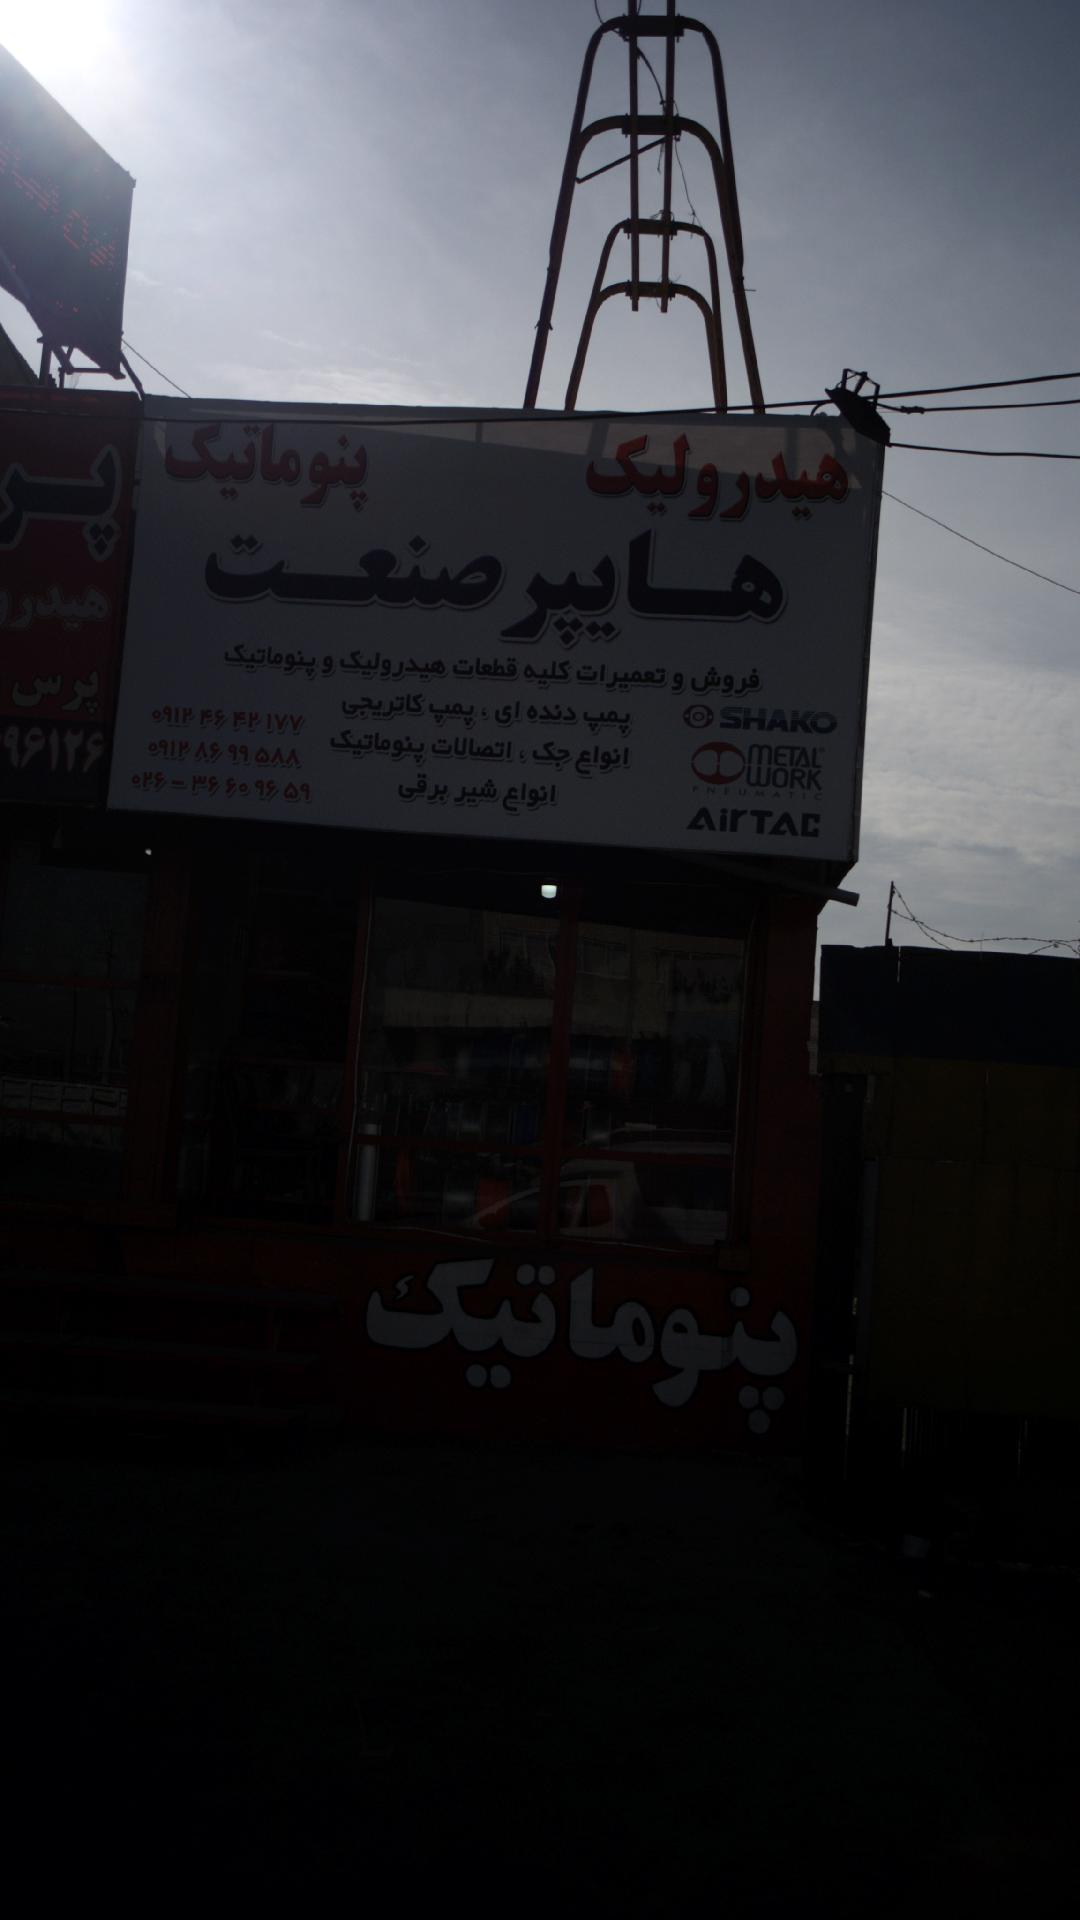 هیدرولیک پنوماتیک
هایپر صنعت
فروش و تعمیرات کلیه قطعات هیدرولیک و پنوماتیک
پمپ دنده ای ، پمپ کاتریجی
انواع جک ، اتصالات پنوماتیک
انواع شیر برقی
۰۹۱۲ ۴۶ ۴۲ ۱۷۷
۰۹۱۲ ۸۶ ۹۹ ۵۸۸
۰۲۶ - ۳۶ ۶۰ ۹۶ ۵۹
SHAKO
METAL WORK
PNEUMATIC
AirTAC
پر
هیدرو
پرس
۹۶۱۲۶
پنوماتیک